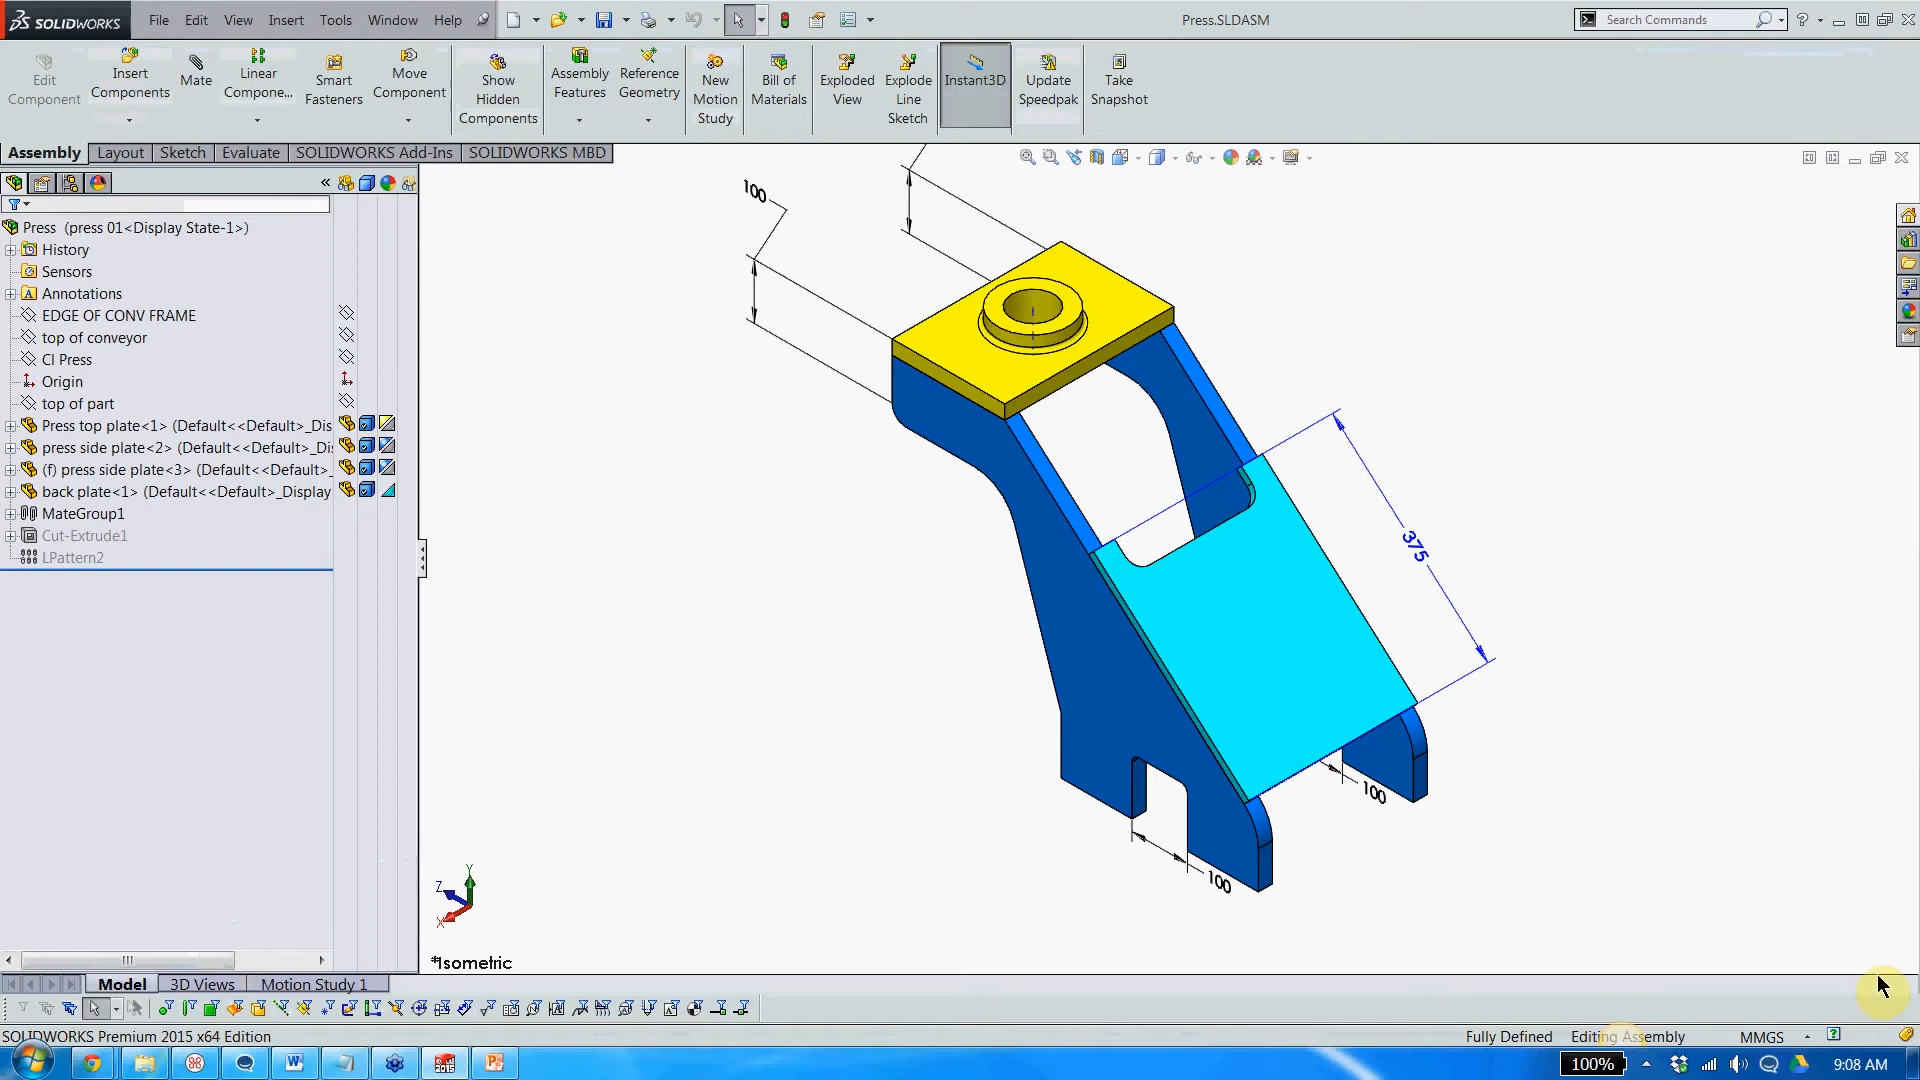 SOLIDWORKS File Edit View Insert Tools Window Help Press.SLDASM Search Commands
Edit Component
Insert Components
Mate
Linear Compone...
Smart Fasteners
Move Component
Show Hidden Components
Assembly Features
Reference Geometry
New Motion Study
Bill of Materials
Exploded View
Explode Line Sketch
Instant3D
Update Speedpak
Take Snapshot
Assembly Layout Sketch Evaluate SOLIDWORKS Add-Ins SOLIDWORKS MBD
Press (press 01<Display State-1>)
History
Sensors
Annotations
EDGE OF CONV FRAME
top of conveyor
CI Press
Origin
top of part
Press top plate<1> (Default<<Default>_Dis
press side plate<2> (Default<<Default>_Di
(f) press side plate<3> (Default<<Default>_
back plate<1> (Default<<Default>_Display
MateGroup1
Cut-Extrude1
LPattern2
100
375
100
100
Y
Z
X
*Isometric
Model 3D Views Motion Study 1
SOLIDWORKS Premium 2015 x64 Edition Fully Defined Editing Assembly MMGS
100% 9:08 AM